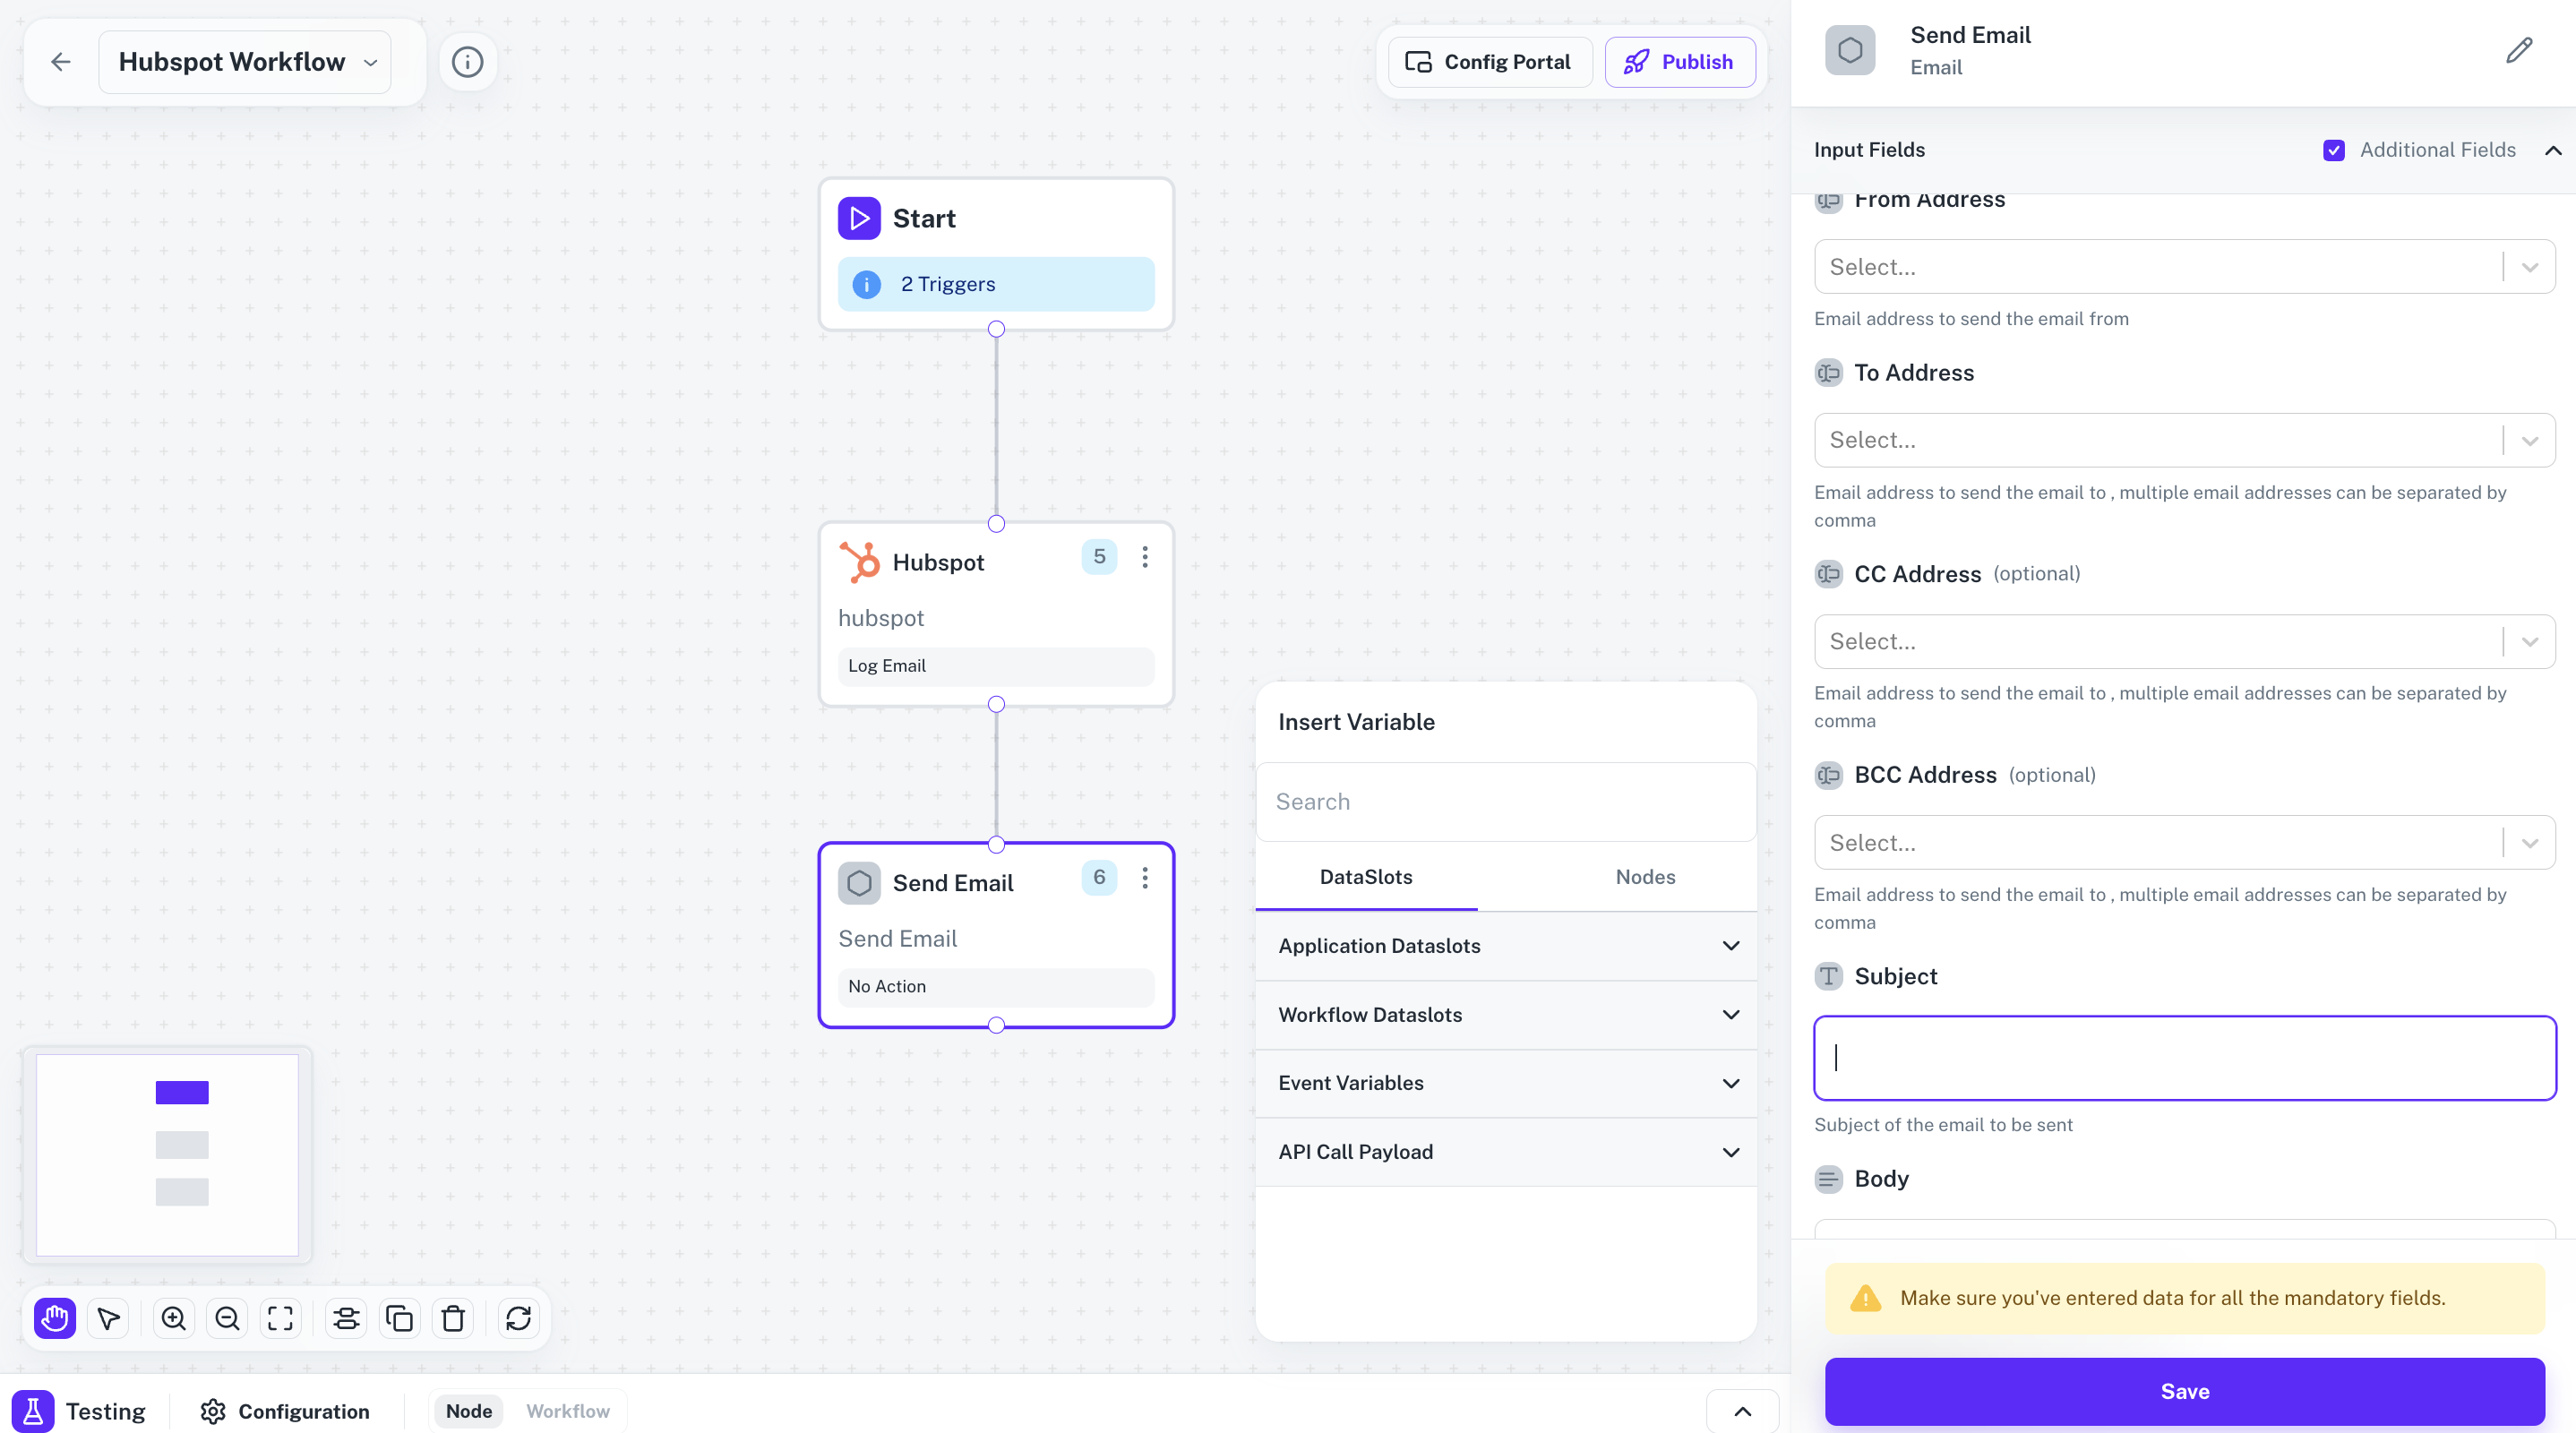 Hubspot Workflow
Config Portal
Publish
Start
2 Triggers
Hubspot
5
hubspot
Log Email
Send Email
6
Send Email
No Action
Insert Variable
Search
DataSlots
Nodes
Application Dataslots
Workflow Dataslots
Event Variables
API Call Payload
Testing
Configuration
Node
Workflow
Send Email
Email
Input Fields
Additional Fields
From Address
Select...
Email address to send the email from
To Address
Select...
Email address to send the email to , multiple email addresses can be separated by
comma
CC Address (optional)
Select...
Email address to send the email to , multiple email addresses can be separated by
comma
BCC Address (optional)
Select...
Email address to send the email to , multiple email addresses can be separated by
comma
Subject
Subject of the email to be sent
Body
Make sure you've entered data for all the mandatory fields.
Save